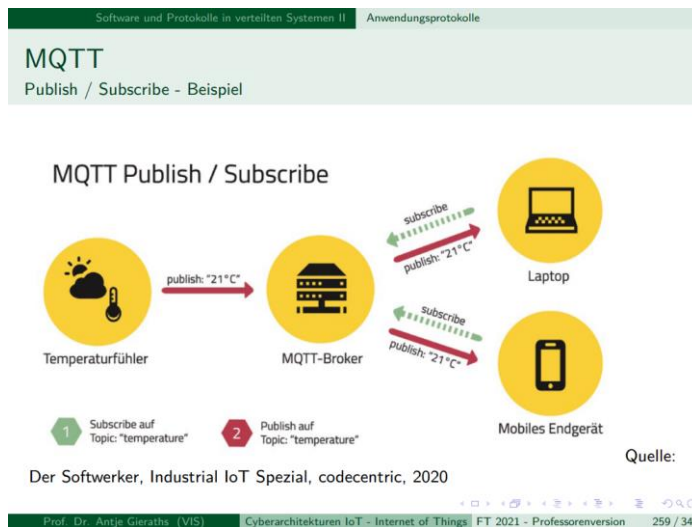 Software und Protokolle in verteilten Systemen II Anwendungsprotokolle
MQTT
Publish / Subscribe - Beispiel
MQTT Publish / Subscribe
subscribe
publish: "21°C"
publish: "21°C"
Laptop
subscribe
publish: "21°C"
Temperaturfühler
MQTT-Broker
Mobiles Endgerät
1 Subscribe auf
Topic: "temperature"
2 Publish auf
Topic: "temperature"
Quelle:
Der Softwerker, Industrial IoT Spezial, codecentric, 2020
Prof. Dr. Antje Gieraths (VIS) Cyberarchitekturen IoT - Internet of Things FT 2021 - Professorenversion